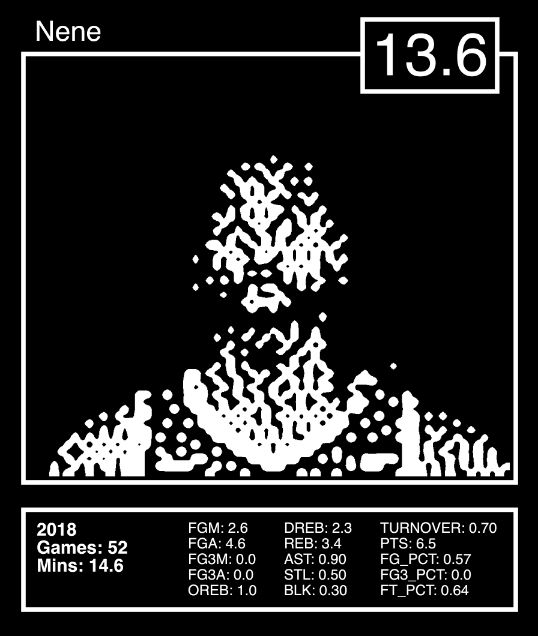 Nene
13.6
2018
Games: 52
Mins: 14.6
FGM: 2.6
FGA: 4.6
FG3M: 0.0
FG3A: 0.0
OREB: 1.0
DREB: 2.3
REB: 3.4
AST: 0.90
STL: 0.50
BLK: 0.30
TURNOVER: 0.70
PTS: 6.5
FG_PCT: 0.57
FG3_PCT: 0.0
FT_PCT: 0.64